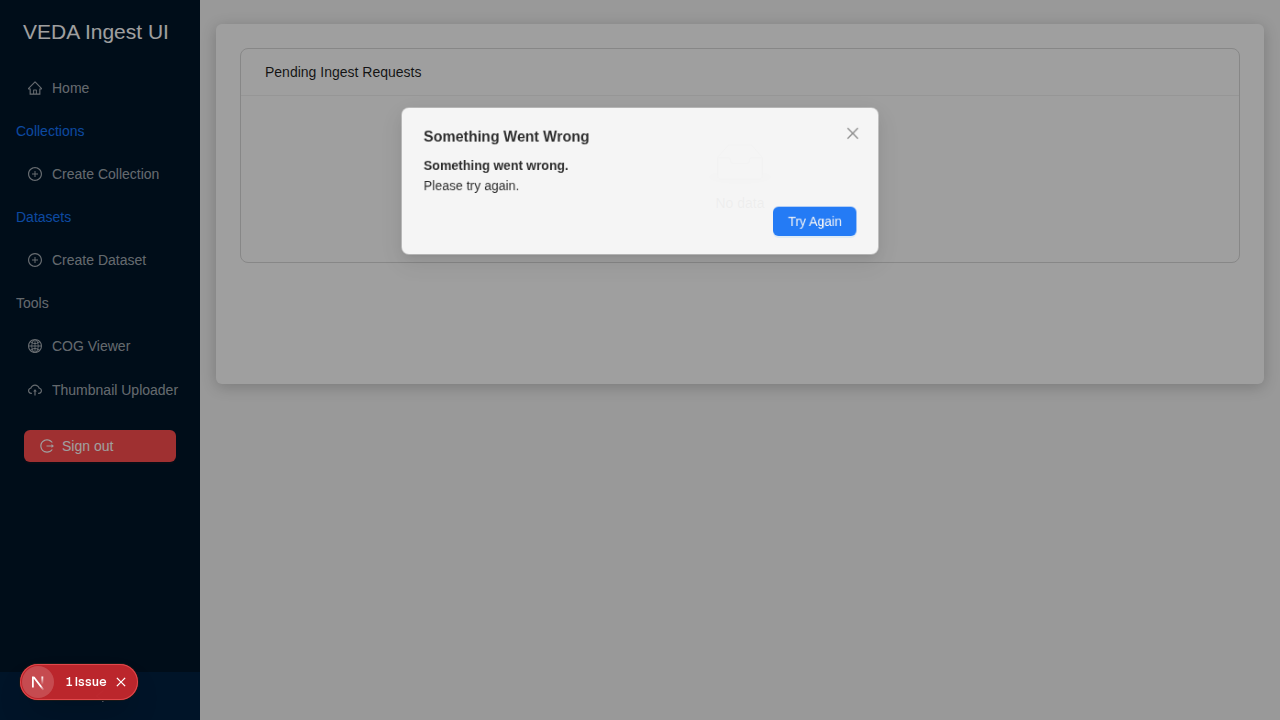 VEDA Ingest UI
Home
Collections
Create Collection
Datasets
Create Dataset
Tools
COG Viewer
Thumbnail Uploader
Sign out
1 Issue
Pending Ingest Requests
Something Went Wrong
Something went wrong.
Please try again.
No data
Try Again